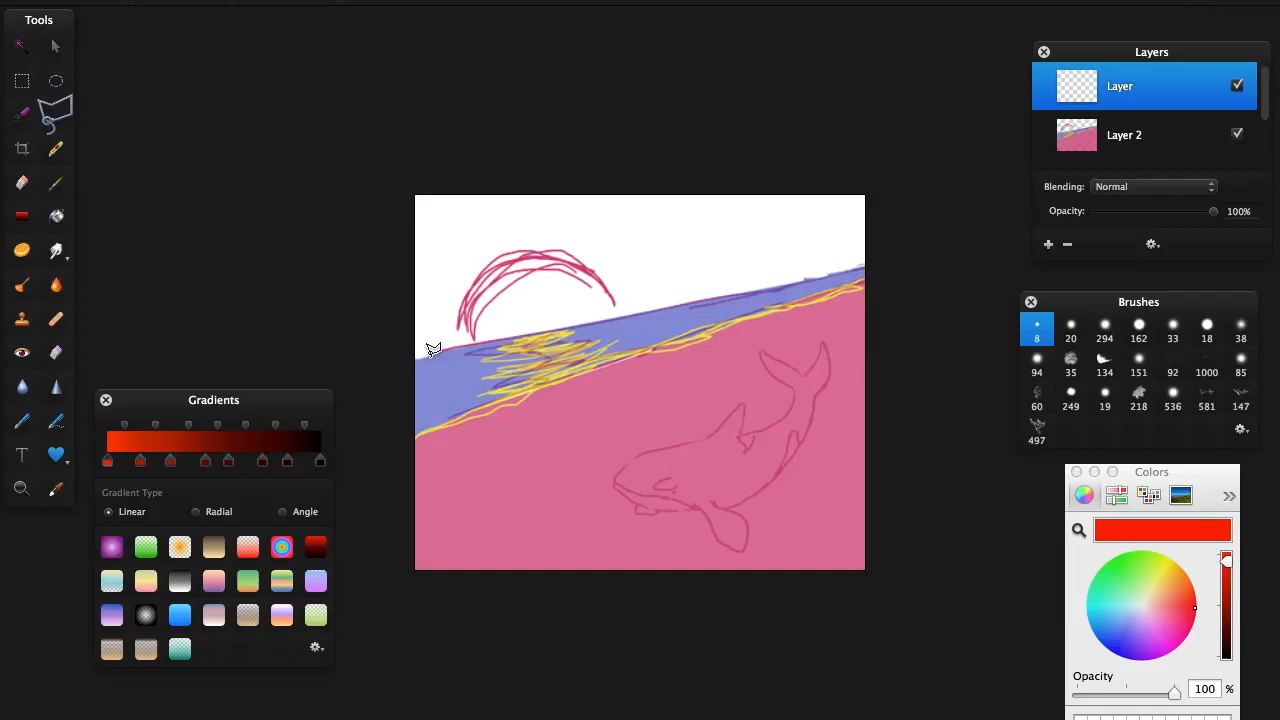 Tools
Layers
Layer
Layer 2
Blending: Normal
Opacity: 100%
Brushes
8 20 294 162 33 18 38
94 35 134 151 92 1000 85
60 249 19 218 536 581 147
497
Gradients
Gradient Type
Linear Radial Angle
Colors
Opacity
100 %